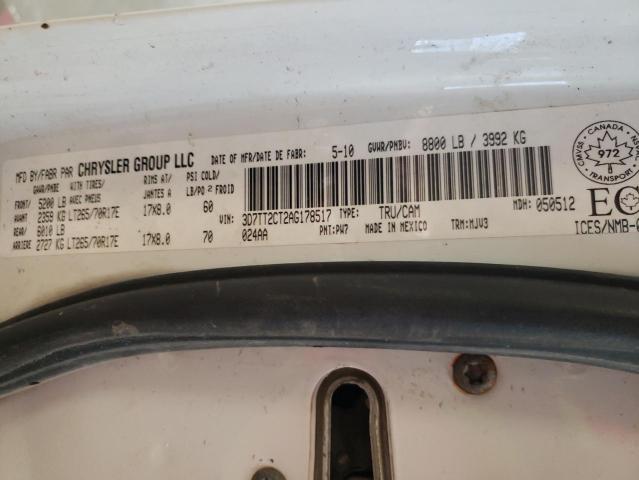 MFD BY/FABR PAR CHRYSLER GROUP LLC DATE OF MFR/DATE DE FABR: 5-10 GVWR/PNBV: 8800 LB / 3992 KG
GAWR/PNBE WITH TIRES/ RIMS AT/ PSI COLD/
AVEC PNEUS JANTES A LB/PO ² FROID
FRONT/ 5200 LB
AVANT 2359 KG LT265/70R17E 17X8.0 60
REAR/ 6010 LB
ARRIERE 2727 KG LT265/70R17E 17X8.0 70
VIN: 3D7TT2CT2AG178517 TYPE: TRU/CAM MDH: 050512
024AA PNT: PW7 MADE IN MEXICO TRM: MJV3
CANADA
972
TRANSPORT
ICES/NMB-0